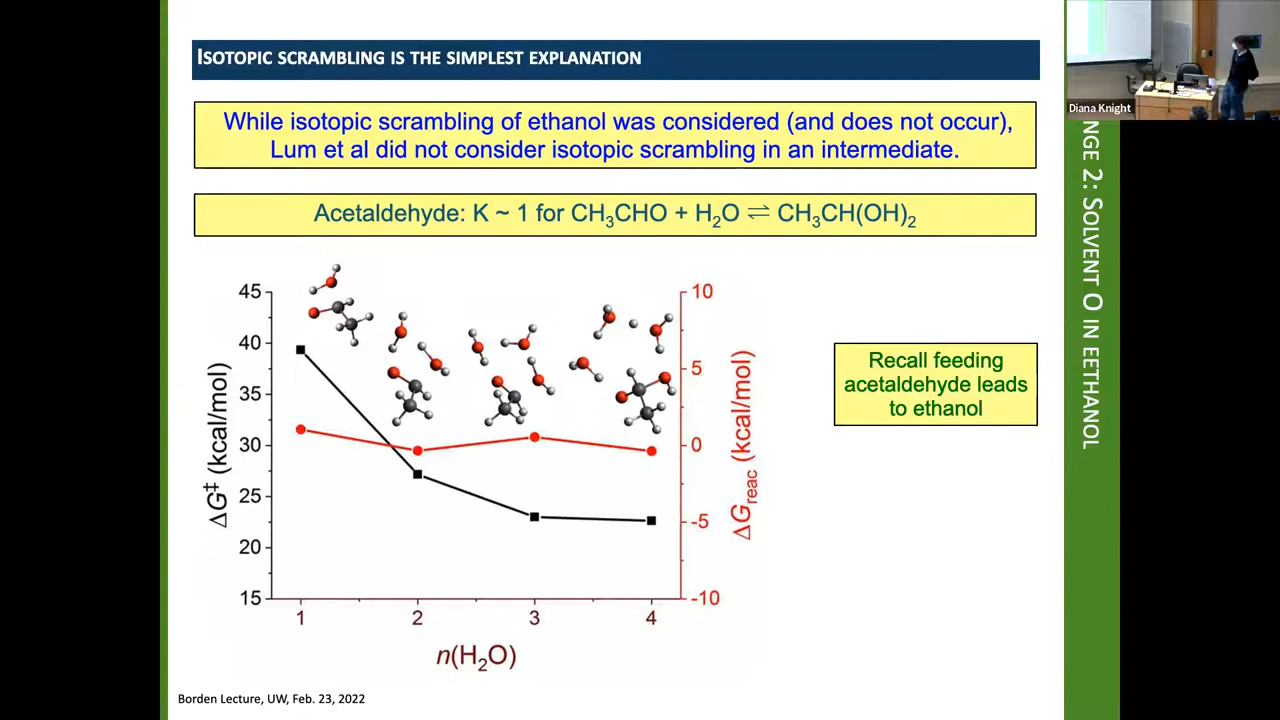 ISOTOPIC SCRAMBLING IS THE SIMPLEST EXPLANATION
While isotopic scrambling of ethanol was considered (and does not occur),
Lum et al did not consider isotopic scrambling in an intermediate.
Acetaldehyde: K ~ 1 for CH₃CHO + H₂O ⇌ CH₃CH(OH)₂
45
40
35
30
25
20
15
ΔG‡ (kcal/mol)
10
5
0
-5
-10
ΔGreac (kcal/mol)
1 2 3 4
n(H₂O)
Recall feeding
acetaldehyde leads
to ethanol
Borden Lecture, UW, Feb. 23, 2022
Diana Knight
NGE 2: SOLVENT O IN EETHANOL